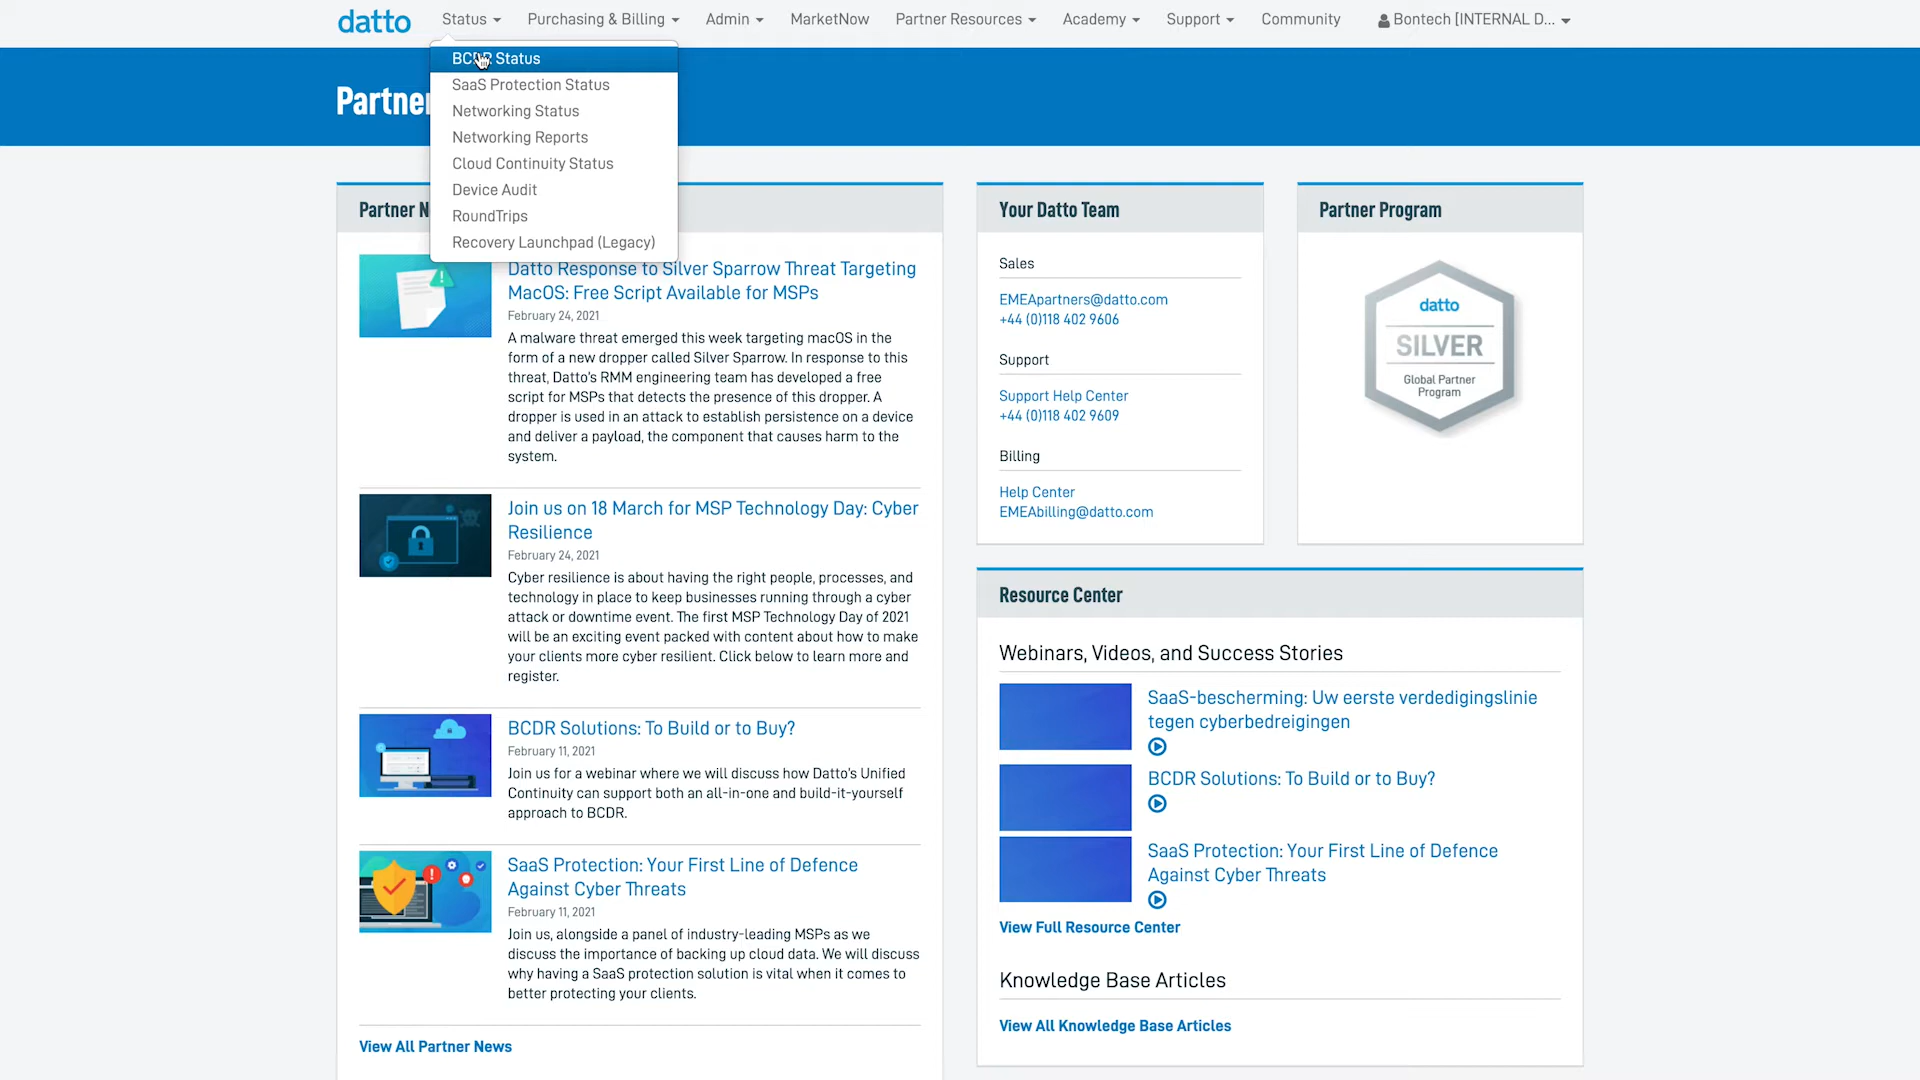 datto
Status
Purchasing & Billing
Admin
MarketNow
Partner Resources
Academy
Support
Community
Bontech [INTERNAL D...
BCDR Status
SaaS Protection Status
Networking Status
Networking Reports
Cloud Continuity Status
Device Audit
RoundTrips
Recovery Launchpad (Legacy)
Partner
Partner N
Datto Response to Silver Sparrow Threat Targeting
MacOS: Free Script Available for MSPs
February 24, 2021
A malware threat emerged this week targeting macOS in the
form of a new dropper called Silver Sparrow. In response to this
threat, Datto's RMM engineering team has developed a free
script for MSPs that detects the presence of this dropper. A
dropper is used in an attack to establish persistence on a device
and deliver a payload, the component that causes harm to the
system.
Join us on 18 March for MSP Technology Day: Cyber
Resilience
February 24, 2021
Cyber resilience is about having the right people, processes, and
technology in place to keep businesses running through a cyber
attack or downtime event. The first MSP Technology Day of 2021
will be an exciting event packed with content about how to make
your clients more cyber resilient. Click below to learn more and
register.
BCDR Solutions: To Build or to Buy?
February 11, 2021
Join us for a webinar where we will discuss how Datto's Unified
Continuity can support both an all-in-one and build-it-yourself
approach to BCDR.
SaaS Protection: Your First Line of Defence
Against Cyber Threats
February 11, 2021
Join us, alongside a panel of industry-leading MSPs as we
discuss the importance of backing up cloud data. We will discuss
why having a SaaS protection solution is vital when it comes to
better protecting your clients.
View All Partner News
Your Datto Team
Sales
EMEApartners@datto.com
+44 (0)118 402 9606
Support
Support Help Center
+44 (0)118 402 9609
Billing
Help Center
EMEAbilling@datto.com
Partner Program
datto
SILVER
Global Partner
Program
Resource Center
Webinars, Videos, and Success Stories
SaaS-bescherming: Uw eerste verdedigingslinie
tegen cyberbedreigingen
BCDR Solutions: To Build or to Buy?
SaaS Protection: Your First Line of Defence
Against Cyber Threats
View Full Resource Center
Knowledge Base Articles
View All Knowledge Base Articles